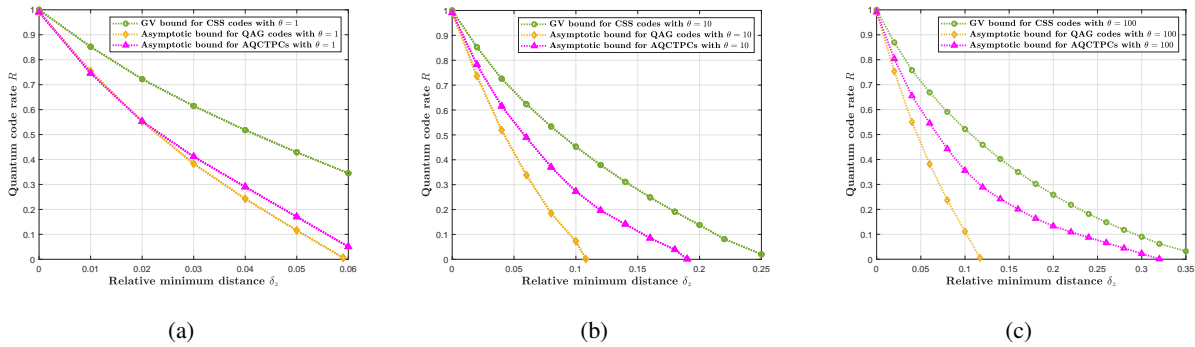 GV bound for CSS codes with θ = 1
Asymptotic bound for QAG codes with θ = 1
Asymptotic bound for AQCTPCs with θ = 1
Quantum code rate R
1
0.9
0.8
0.7
0.6
0.5
0.4
0.3
0.2
0.1
0
0 0.01 0.02 0.03 0.04 0.05 0.06
Relative minimum distance δz
(a)
GV bound for CSS codes with θ = 10
Asymptotic bound for QAG codes with θ = 10
Asymptotic bound for AQCTPCs with θ = 10
Quantum code rate R
1
0.9
0.8
0.7
0.6
0.5
0.4
0.3
0.2
0.1
0
0 0.05 0.1 0.15 0.2 0.25
Relative minimum distance δz
(b)
GV bound for CSS codes with θ = 100
Asymptotic bound for QAG codes with θ = 100
Asymptotic bound for AQCTPCs with θ = 100
Quantum code rate R
1
0.9
0.8
0.7
0.6
0.5
0.4
0.3
0.2
0.1
0
0 0.05 0.1 0.15 0.2 0.25 0.3 0.35
Relative minimum distance δz
(c)